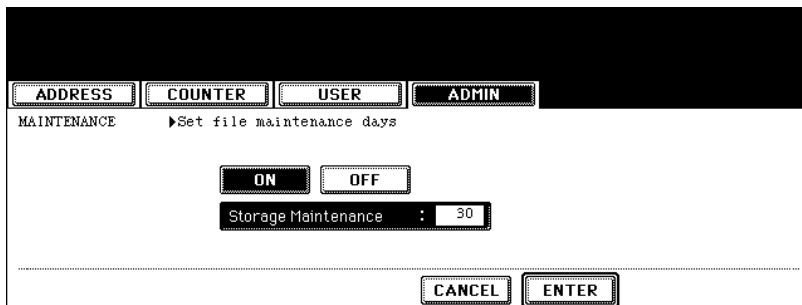 ADDRESS COUNTER USER ADMIN
MAINTENANCE ▶Set file maintenance days
ON OFF
Storage Maintenance : 30
CANCEL ENTER